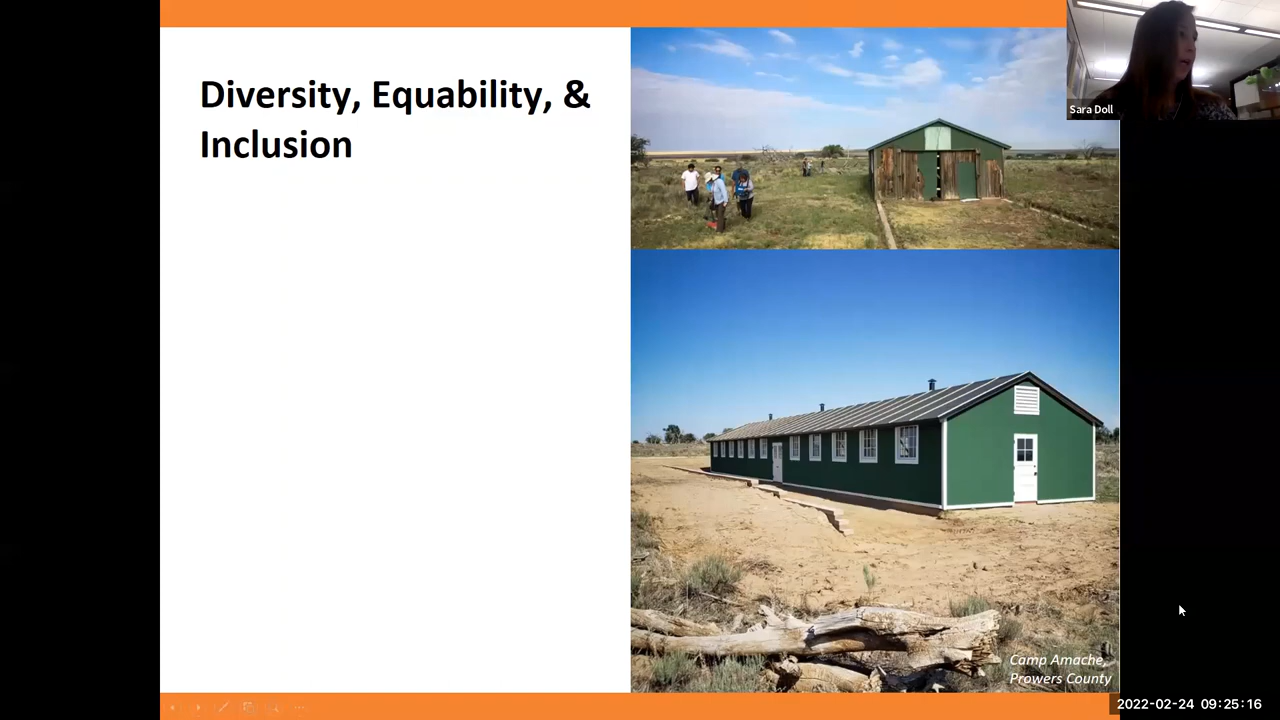 Diversity, Equability, &
Inclusion
Sara Doll
Camp Amache,
Prowers County
2022-02-24 09:25:16